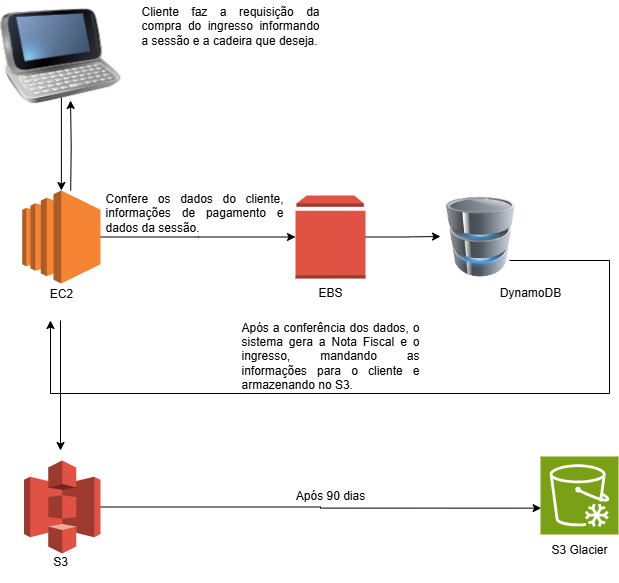 Cliente faz a requisição da
compra do ingresso informando
a sessão e a cadeira que deseja.
Confere os dados do cliente,
informações de pagamento e
dados da sessão.
EC2
EBS
DynamoDB
Após a conferência dos dados, o
sistema gera a Nota Fiscal e o
ingresso, mandando as
informações para o cliente e
armazenando no S3.
Após 90 dias
S3
S3 Glacier